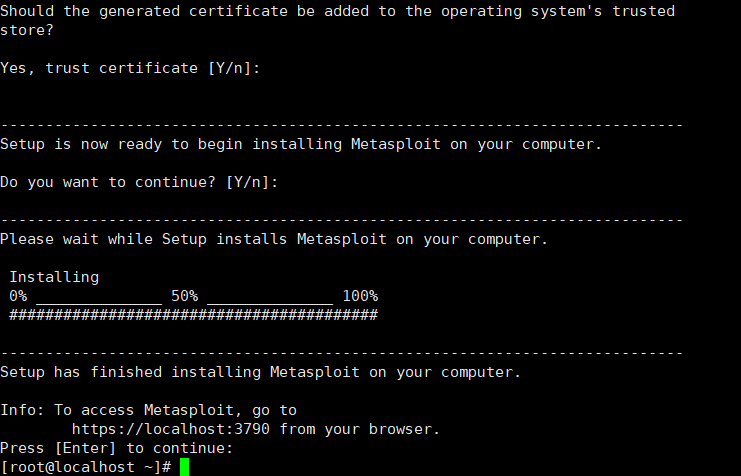 Should the generated certificate be added to the operating system's trusted
store?
Yes, trust certificate [Y/n]:
----------------------------------------------------------------------------
Setup is now ready to begin installing Metasploit on your computer.
Do you want to continue? [Y/n]:
----------------------------------------------------------------------------
Please wait while Setup installs Metasploit on your computer.
Installing
0% ______________ 50% ______________ 100%
#########################################
----------------------------------------------------------------------------
Setup has finished installing Metasploit on your computer.
Info: To access Metasploit, go to
https://localhost:3790 from your browser.
Press [Enter] to continue:
[root@localhost ~]#